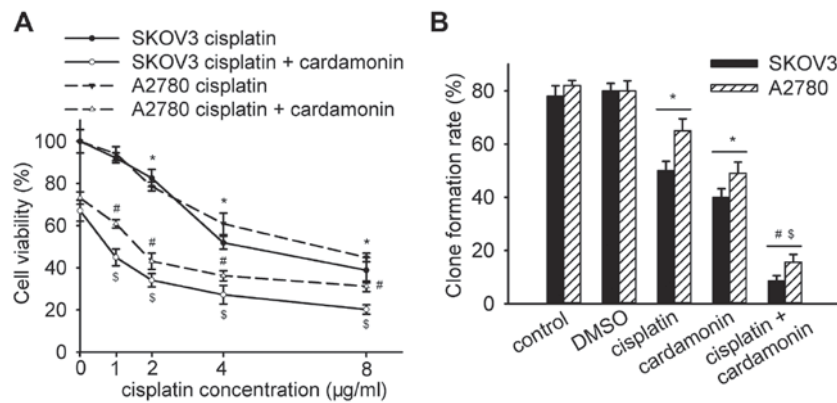 A
SKOV3 cisplatin
SKOV3 cisplatin + cardamonin
A2780 cisplatin
A2780 cisplatin + cardamonin
Cell viability (%)
100
80
60
40
20
0
*
*
*
#
#
#
#
$
$
$
$
0 1 2 4 8
cisplatin concentration (μg/ml)
B
SKOV3
A2780
Clone formation rate (%)
100
80
60
40
20
0
*
*
# $
control
DMSO
cisplatin
cardamonin
cisplatin +
cardamonin